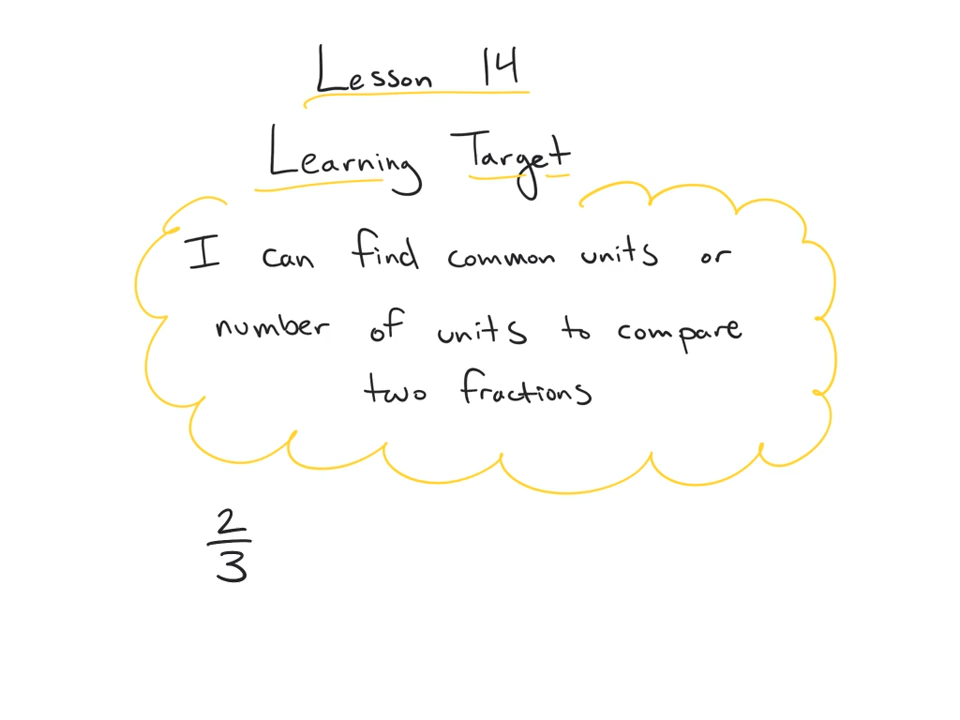 Lesson 14
Learning Target
I can find common units or
number of units to compare
two fractions
2
3